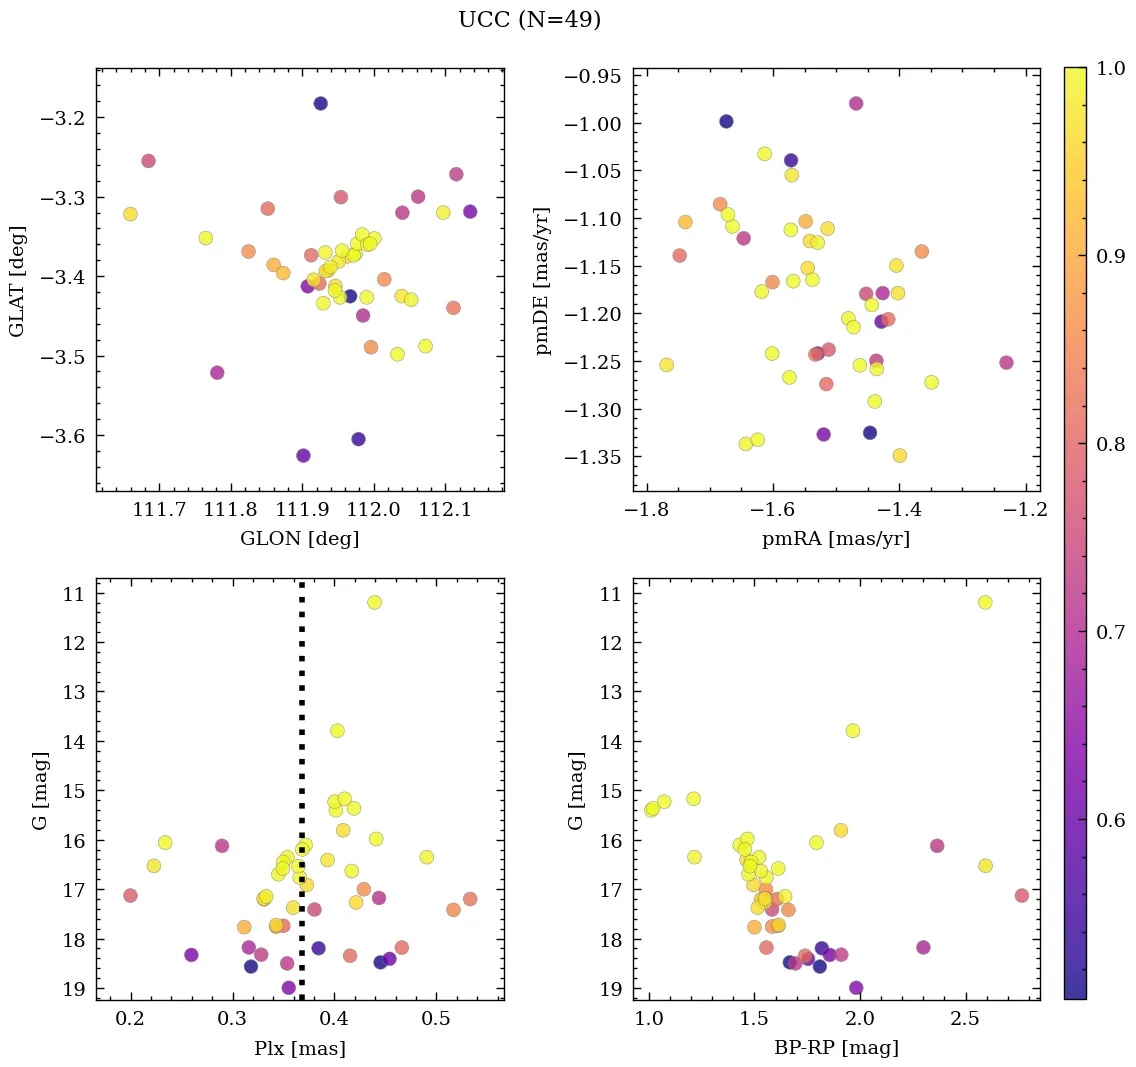 UCC (N=49)
−3.2
−3.3
−3.4
−3.5
−3.6
GLAT [deg]
111.7 111.8 111.9 112.0 112.1
GLON [deg]
−0.95
−1.00
−1.05
−1.10
−1.15
−1.20
−1.25
−1.30
−1.35
pmDE [mas/yr]
−1.8 −1.6 −1.4 −1.2
pmRA [mas/yr]
11
12
13
14
15
16
17
18
19
G [mag]
0.2 0.3 0.4 0.5
Plx [mas]
11
12
13
14
15
16
17
18
19
G [mag]
1.0 1.5 2.0 2.5
BP-RP [mag]
1.0
0.9
0.8
0.7
0.6